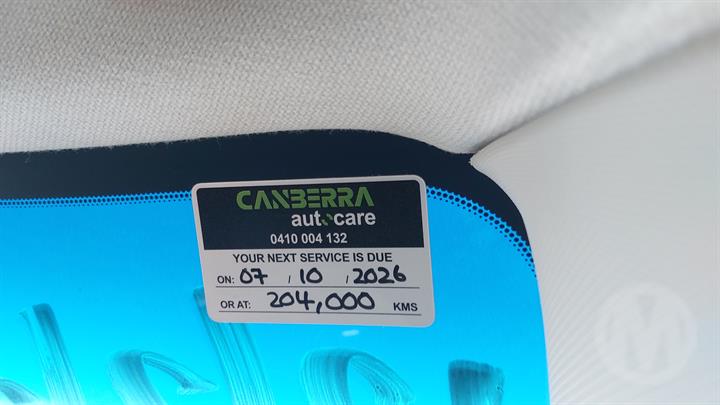 CANBERRA
autocare
0410 004 132
YOUR NEXT SERVICE IS DUE
ON: 07 / 10 / 2026
OR AT: 204,000 KMS
M